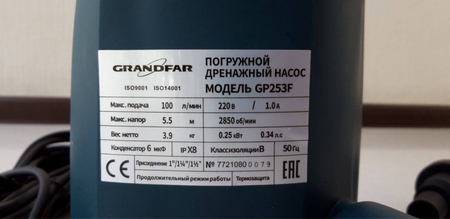 GRANDFAR
ISO9001 ISO14001
ПОГРУЖНОЙ
ДРЕНАЖНЫЙ НАСОС
МОДЕЛЬ GP253F
Макс. подача 100 л/мин 220 В / 1.0 А
Макс. напор 5.5 м 2850 об/мин
Вес нетто 3.9 кг 0.25 кВт 0.34 л.с
Конденсатор 6 мкФ IP X8 Класс изоляции В 50 Гц
CE Присоединение 1"/1¼"/1½" № 7721080 0079 EAC
Продолжительный режим работы Термозащита